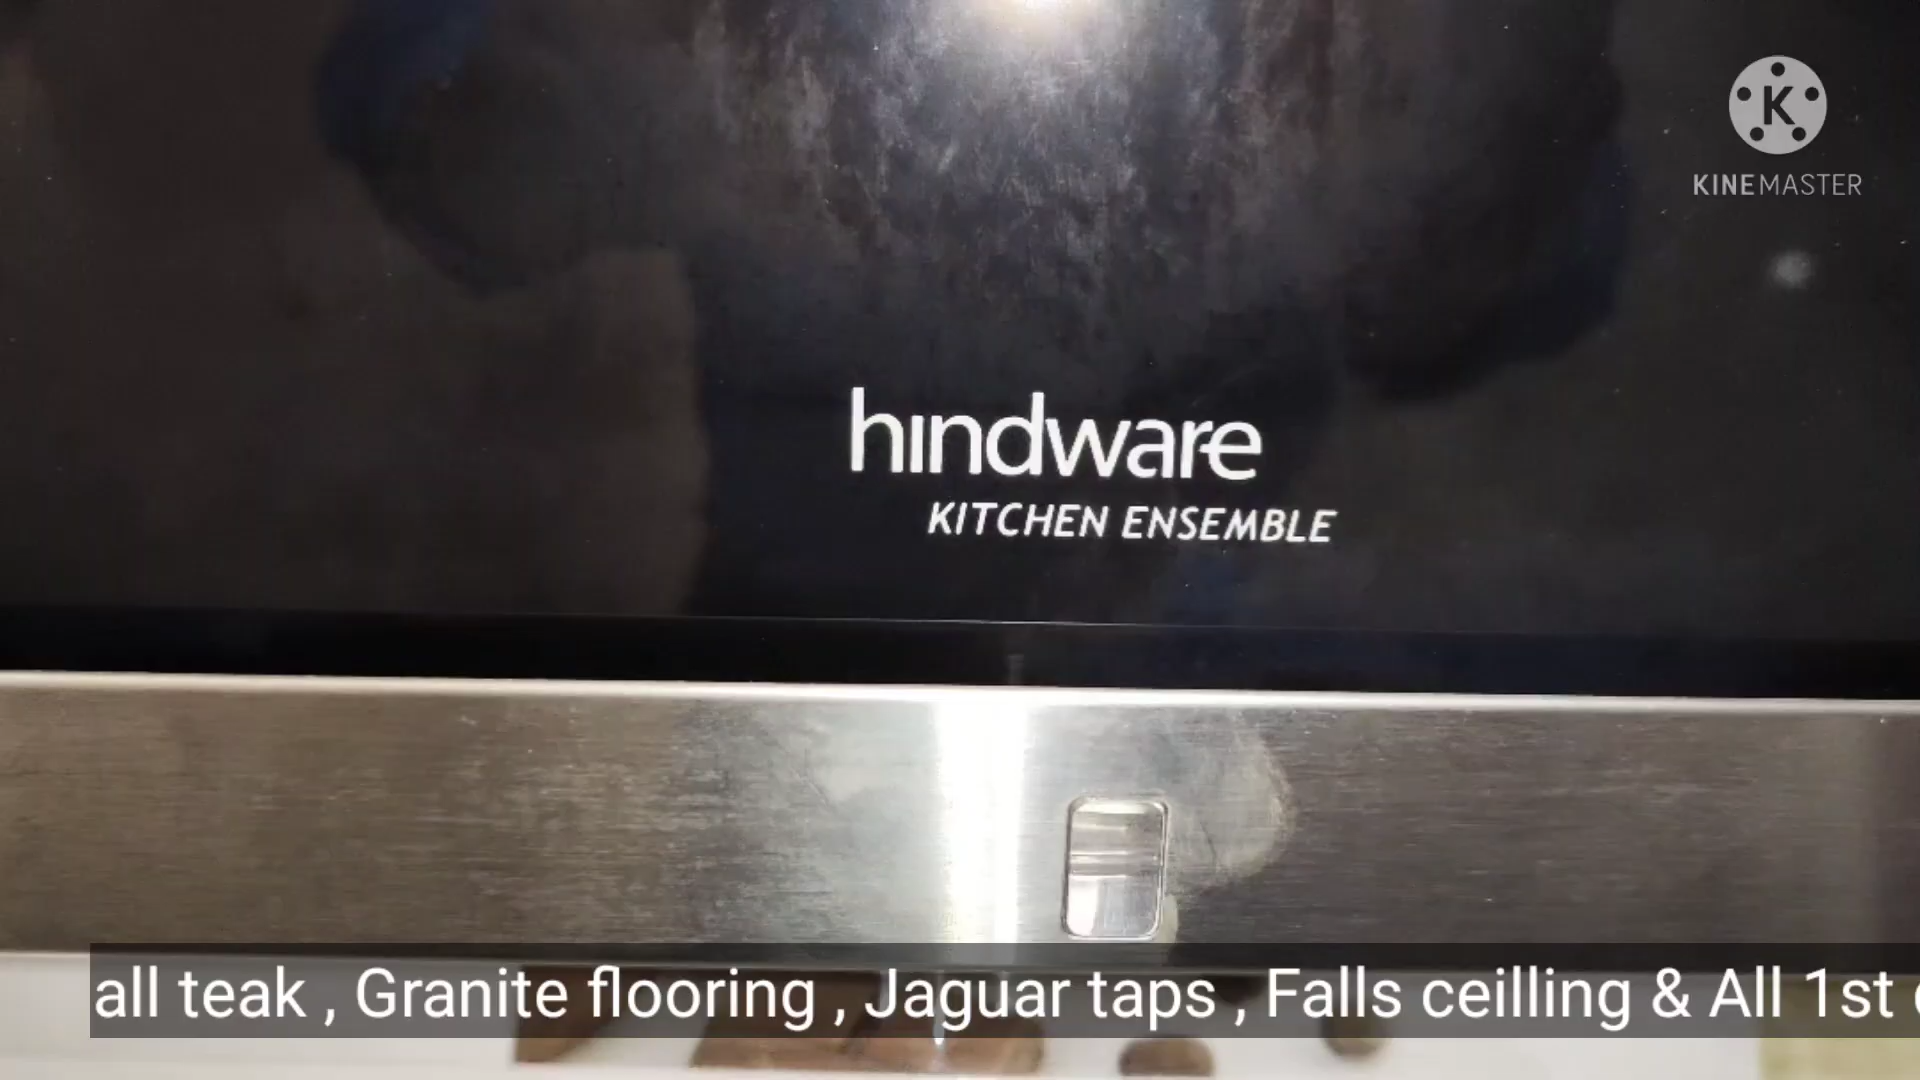 K
KINEMASTER
hindware
KITCHEN ENSEMBLE
all teak , Granite flooring , Jaguar taps , Falls ceilling & All 1st